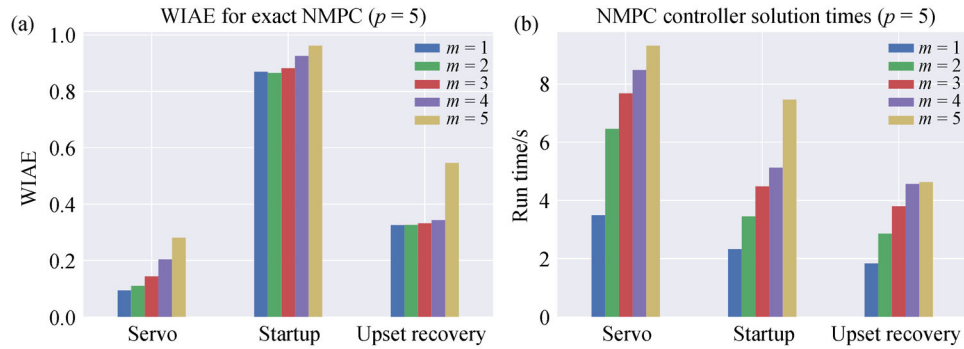 (a)
WIAE for exact NMPC (p = 5)
1.0
0.8
0.6
0.4
0.2
0.0
WIAE
m = 1
m = 2
m = 3
m = 4
m = 5
Servo
Startup
Upset recovery
(b)
NMPC controller solution times (p = 5)
8
6
4
2
0
Run time/s
m = 1
m = 2
m = 3
m = 4
m = 5
Servo
Startup
Upset recovery